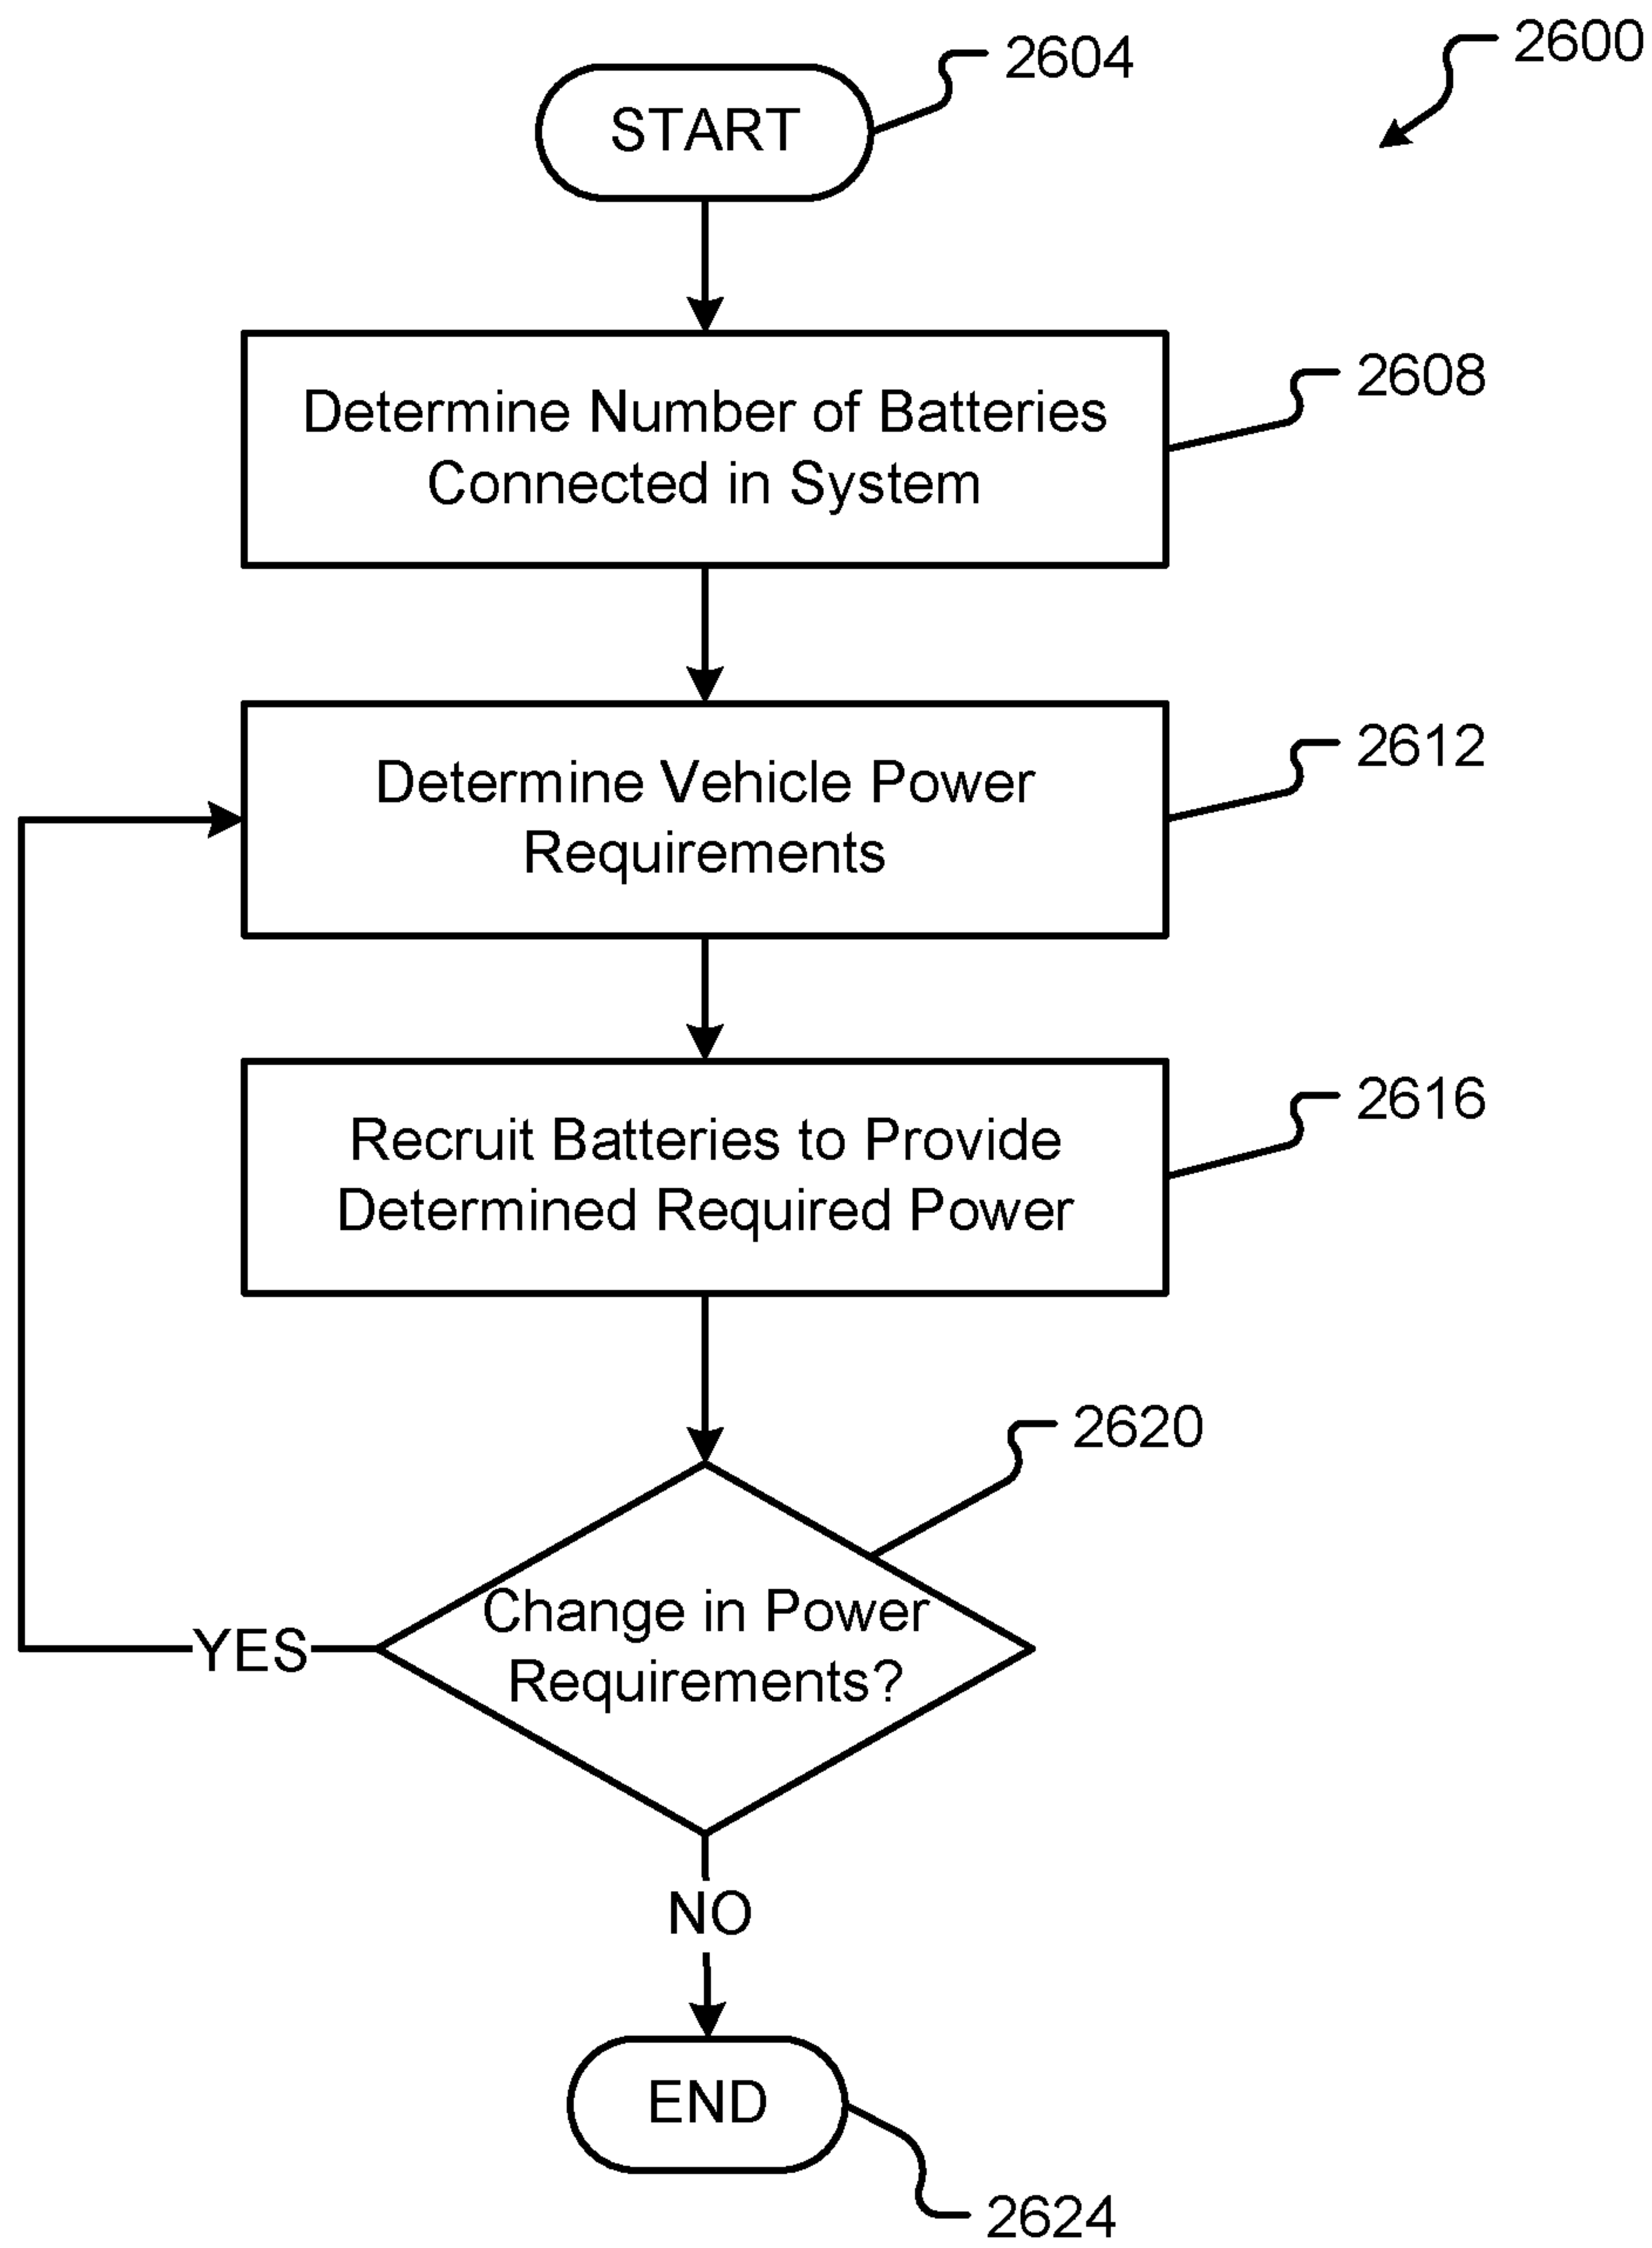 2600
START
2604
Determine Number of Batteries
Connected in System
2608
Determine Vehicle Power
Requirements
2612
Recruit Batteries to Provide
Determined Required Power
2616
Change in Power
Requirements?
2620
YES
NO
END
2624